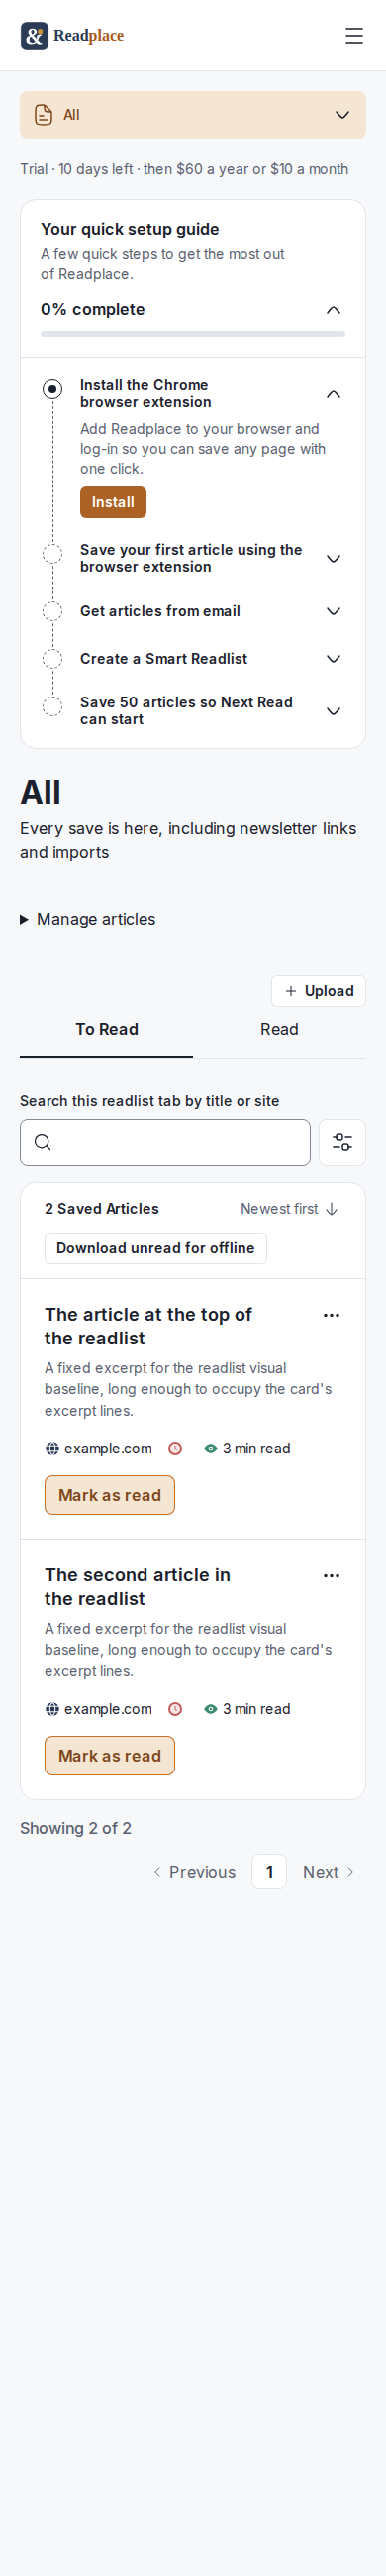 & Readplace
All
Trial · 10 days left · then $60 a year or $10 a month
Your quick setup guide
A few quick steps to get the most out
of Readplace.
0% complete
Install the Chrome
browser extension
Add Readplace to your browser and
log-in so you can save any page with
one click.
Install
Save your first article using the
browser extension
Get articles from email
Create a Smart Readlist
Save 50 articles so Next Read
can start
All
Every save is here, including newsletter links
and imports
Manage articles
Upload
To Read
Read
Search this readlist tab by title or site
2 Saved Articles
Newest first
Download unread for offline
The article at the top of
the readlist
A fixed excerpt for the readlist visual
baseline, long enough to occupy the card's
excerpt lines.
example.com
3 min read
Mark as read
The second article in
the readlist
A fixed excerpt for the readlist visual
baseline, long enough to occupy the card's
excerpt lines.
example.com
3 min read
Mark as read
Showing 2 of 2
Previous
1
Next